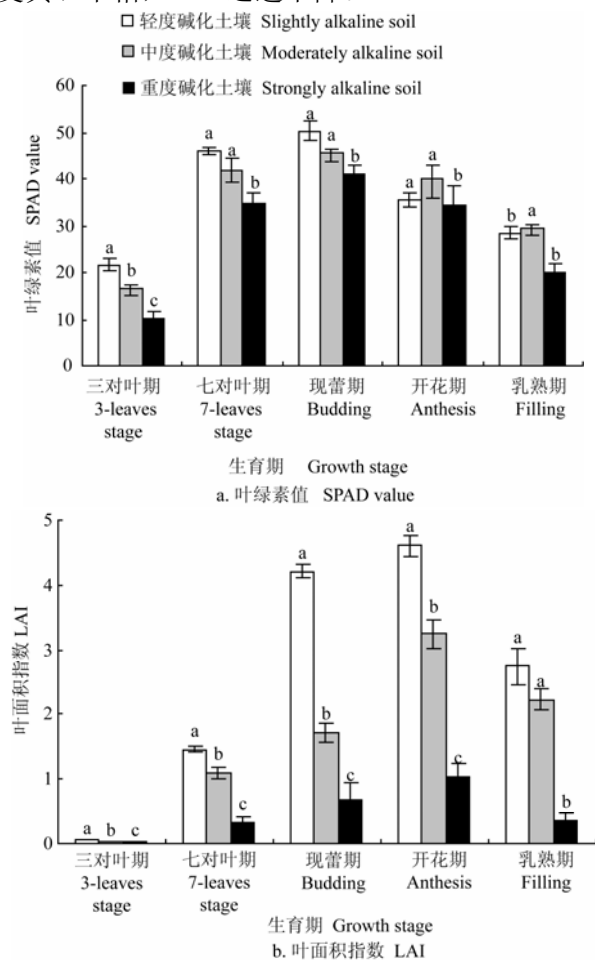 轻度碱化土壤 Slightly alkaline soil
中度碱化土壤 Moderately alkaline soil
重度碱化土壤 Strongly alkaline soil
叶绿素值 SPAD value
60
50
40
30
20
10
0
a
b
c
a
a
b
a
a
b
a
a
b
b
a
b
三对叶期 七对叶期 现蕾期 开花期 乳熟期
3-leaves 7-leaves Budding Anthesis Filling
stage stage
生育期 Growth stage
a. 叶绿素值 SPAD value
叶面积指数 LAI
5
4
3
2
1
0
a b c
a
b
c
a
b
c
a
b
c
a
a
b
三对叶期 七对叶期 现蕾期 开花期 乳熟期
3-leaves 7-leaves Budding Anthesis Filling
stage stage
生育期 Growth stage
b. 叶面积指数 LAI